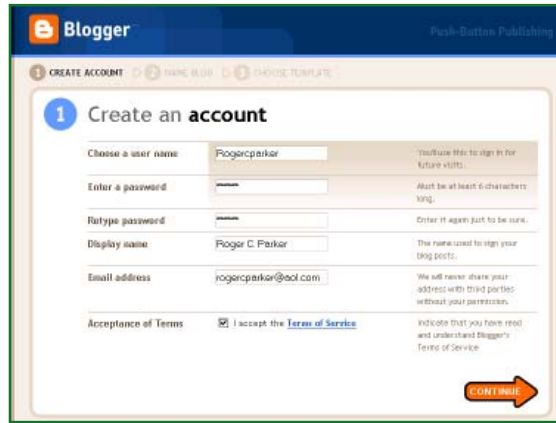 Blogger
Push-Button Publishing
1 CREATE ACCOUNT 2 NAME BLOG 3 CHOOSE TEMPLATE
1 Create an account
Choose a user name Rogercparker You'll use this to sign in for
future visits.
Enter a password Must be at least 6 characters
long.
Retype password Enter it again just to be sure.
Display name Roger C Parker The name used to sign your
blog posts.
Email address rogercparker@aol.com We will never share your
address with third parties
without your permission.
Acceptance of Terms I accept the Terms of Service Indicate that you have read
and understand Blogger's
Terms of Service
CONTINUE